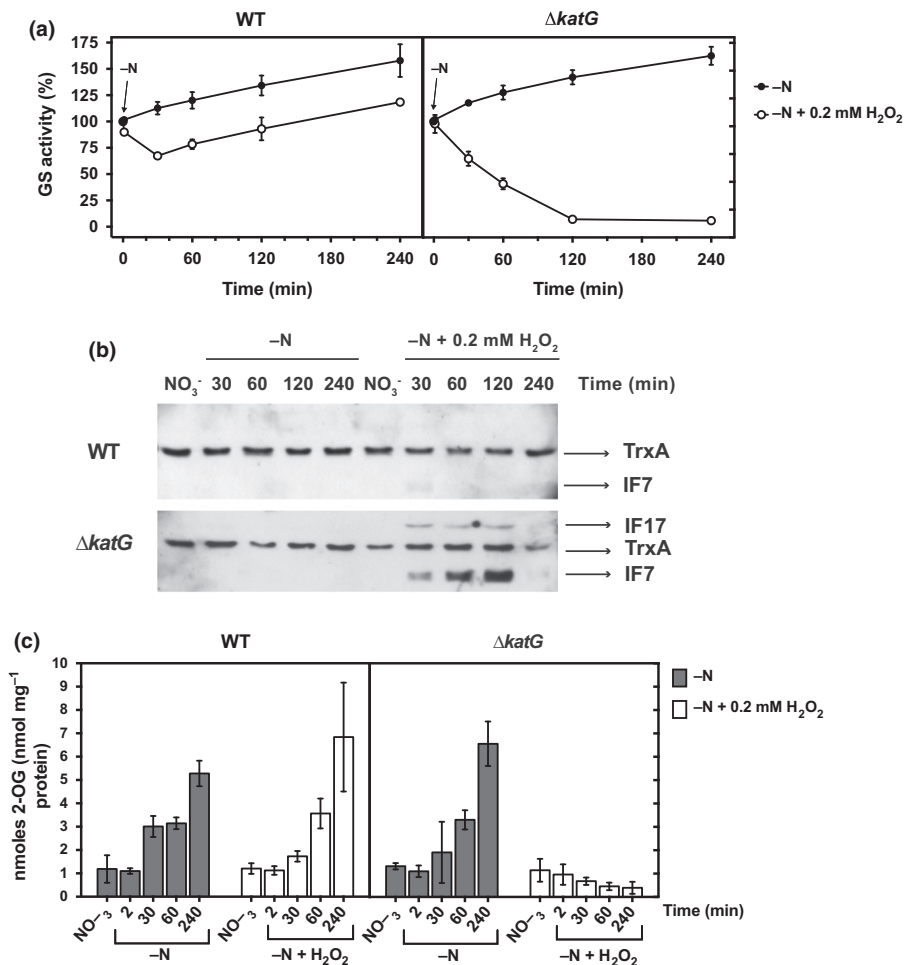 (a)
WT
ΔkatG
GS activity (%)
175
150
125
100
75
50
25
0
–N
–N
–N
–N + 0.2 mM H₂O₂
0 60 120 180 240
0 60 120 180 240
Time (min)
Time (min)
(b)
–N
–N + 0.2 mM H₂O₂
NO₃⁻ 30 60 120 240 NO₃⁻ 30 60 120 240 Time (min)
WT
TrxA
IF7
ΔkatG
IF17
TrxA
IF7
(c)
WT
ΔkatG
nmoles 2-OG (nmol mg⁻¹
protein)
10
9
8
7
6
5
4
3
2
1
0
–N
–N + 0.2 mM H₂O₂
NO⁻₃ 2 30 60 240 NO⁻₃ 2 30 60 240 NO⁻₃ 2 30 60 240 NO⁻₃ 2 30 60 240 Time (min)
–N –N + H₂O₂ –N –N + H₂O₂